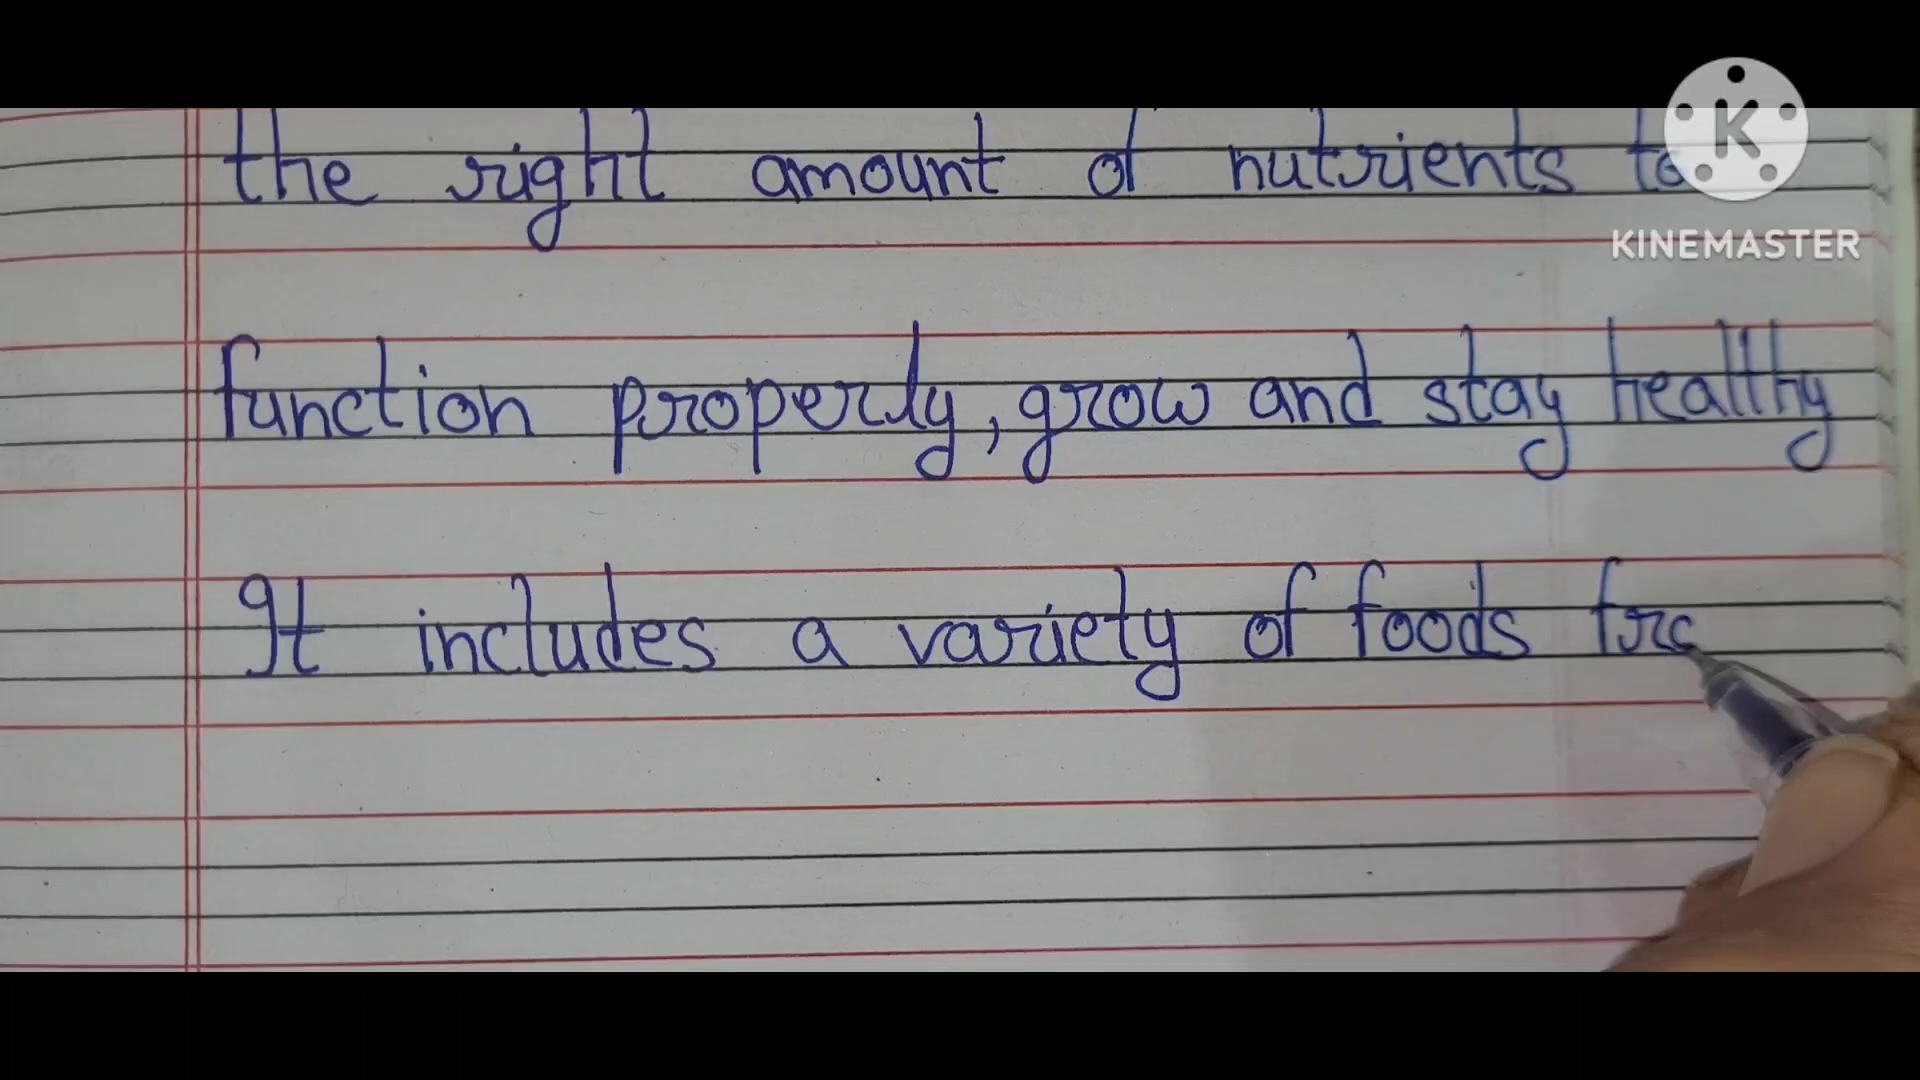 the right amount of nutrients to
KINEMASTER
function properly, grow and stay healthy
It includes a variety of foods fro